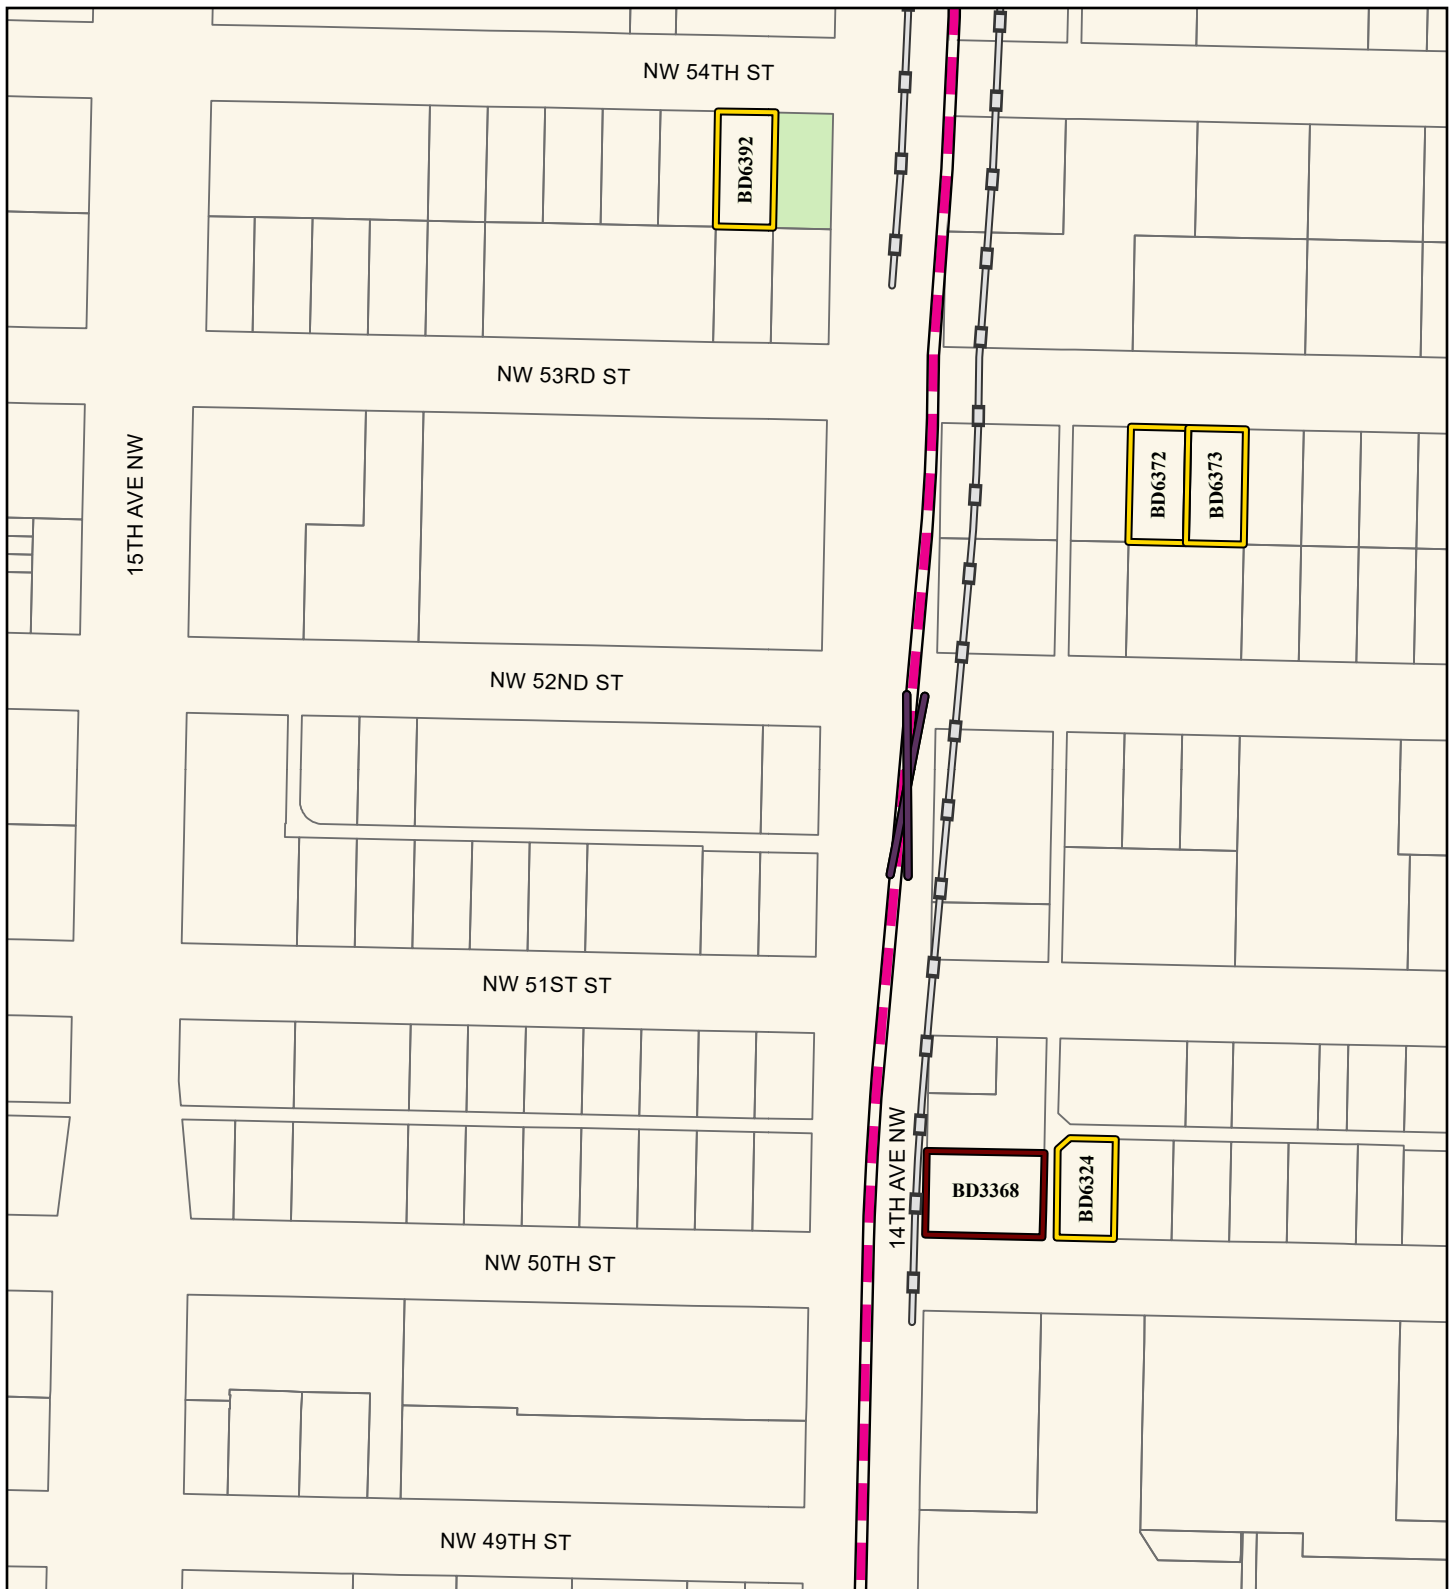 NW 54TH ST
BD6392
NW 53RD ST
15TH AVE NW
BD6372
BD6373
NW 52ND ST
NW 51ST ST
14TH AVE NW
BD3368
BD6324
NW 50TH ST
NW 49TH ST